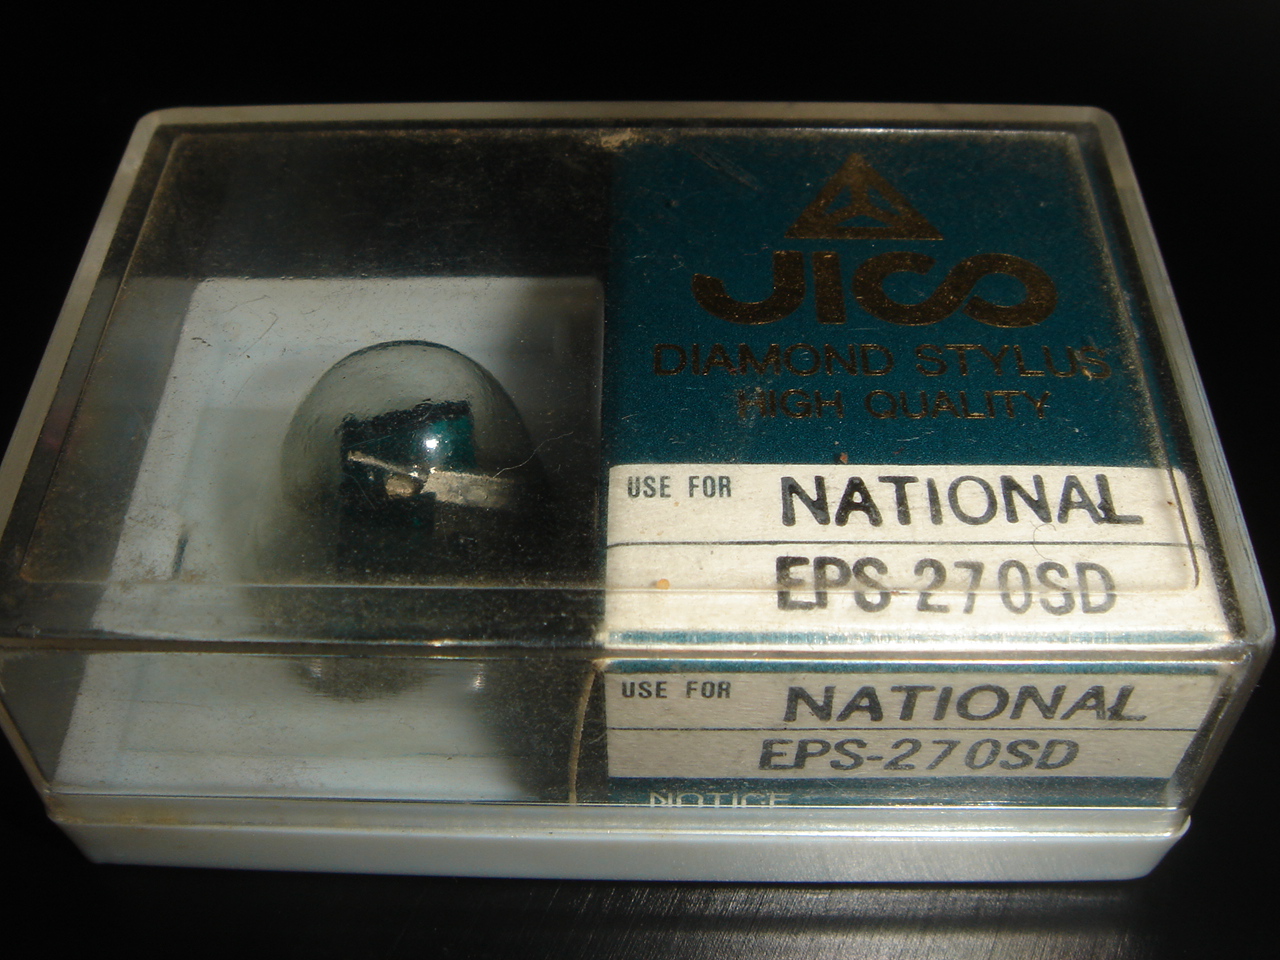 JICO
DIAMOND STYLUS
HIGH QUALITY
USE FOR NATIONAL
EPS-270SD
USE FOR NATIONAL
EPS-270SD
NOTICE